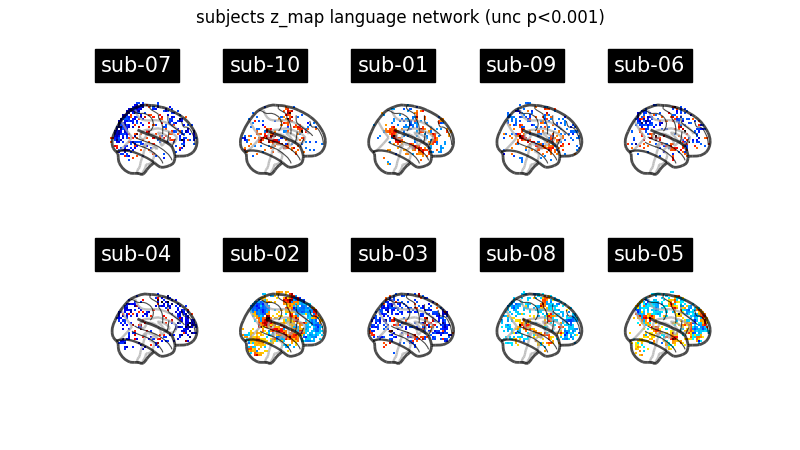 subjects z_map language network (unc p<0.001)
sub-07 sub-10 sub-01 sub-09 sub-06
sub-04 sub-02 sub-03 sub-08 sub-05